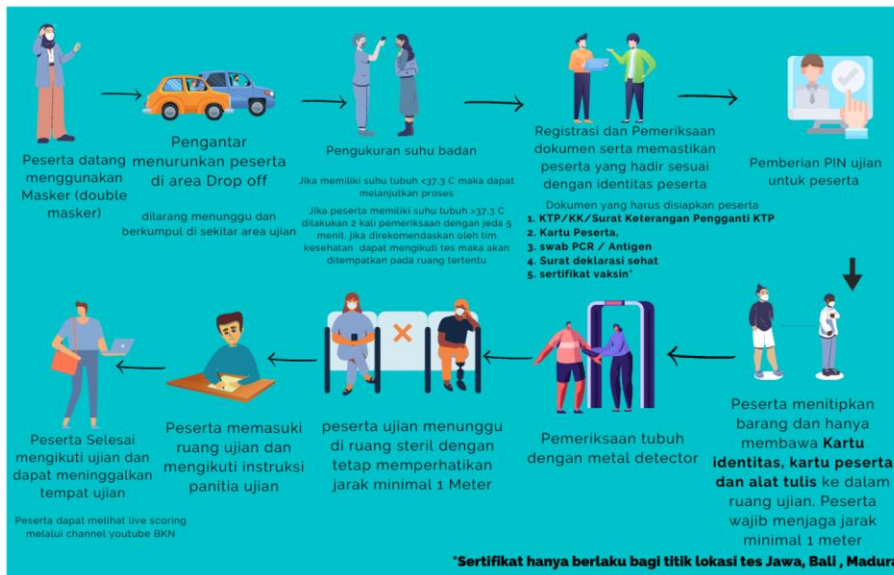 Peserta datang
menggunakan
Masker (double
masker)
Pengantar
menurunkan peserta
di area Drop off
dilarang menunggu dan
berkumpul di sekitar area ujian
Pengukuran suhu badan
Jika memiliki suhu tubuh <37,3 C maka dapat
melanjutkan proses
Jika peserta memiliki suhu tubuh >37,3 C
dilakukan 2 kali pemeriksaan dengan jeda 5
menit. jika direkomendaskan oleh tim
kesehatan dapat mengikuti tes maka akan
ditempatkan pada ruang tertentu
Registrasi dan Pemeriksaan
dokumen serta memastikan
peserta yang hadir sesuai
dengan identitas peserta
Dokumen yang harus disiapkan peserta
1. KTP/KK/Surat Keterangan Pengganti KTP
2. Kartu Peserta,
3. swab PCR / Antigen
4. Surat deklarasi sehat
5. sertifikat vaksin*
Pemberian PIN ujian
untuk peserta
Peserta menitipkan
barang dan hanya
membawa Kartu
identitas, kartu peserta
dan alat tulis ke dalam
ruang ujian. Peserta
wajib menjaga jarak
minimal 1 meter
Pemeriksaan tubuh
dengan metal detector
peserta ujian menunggu
di ruang steril dengan
tetap memperhatikan
jarak minimal 1 Meter
Peserta memasuki
ruang ujian dan
mengikuti instruksi
panitia ujian
Peserta Selesai
mengikuti ujian dan
dapat meninggalkan
tempat ujian
Peserta dapat melihat live scoring
melalui channel youtube BKN
*Sertifikat hanya berlaku bagi titik lokasi tes Jawa, Bali , Madura